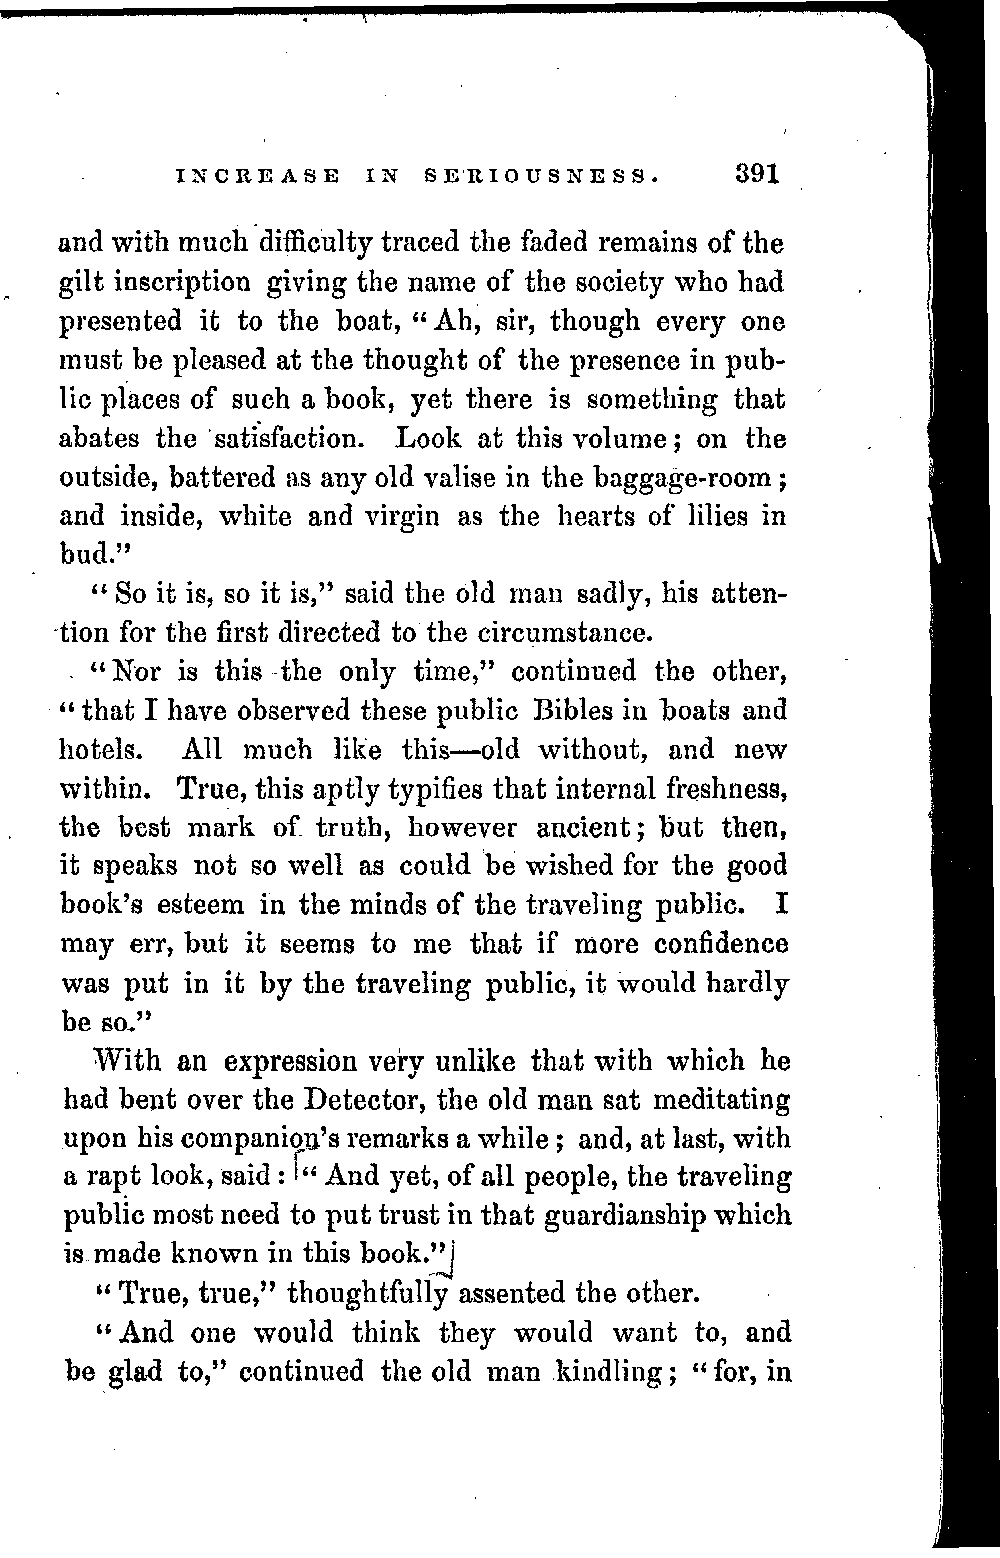 INCREASE IN SERIOUSNESS. 391
and with much difficulty traced the faded remains of the
gilt inscription giving the name of the society who had
presented it to the boat, “Ah, sir, though every one
must be pleased at the thought of the presence in pub-
lic places of such a book, yet there is something that
abates the satisfaction. Look at this volume; on the
outside, battered as any old valise in the baggage-room;
and inside, white and virgin as the hearts of lilies in
bud.”
“So it is, so it is,” said the old man sadly, his atten-
tion for the first directed to the circumstance.
“Nor is this the only time,” continued the other,
“that I have observed these public Bibles in boats and
hotels. All much like this—old without, and new
within. True, this aptly typifies that internal freshness,
the best mark of truth, however ancient; but then,
it speaks not so well as could be wished for the good
book’s esteem in the minds of the traveling public. I
may err, but it seems to me that if more confidence
was put in it by the traveling public, it would hardly
be so.”
With an expression very unlike that with which he
had bent over the Detector, the old man sat meditating
upon his companion’s remarks a while; and, at last, with
a rapt look, said: “And yet, of all people, the traveling
public most need to put trust in that guardianship which
is made known in this book.”
“True, true,” thoughtfully assented the other.
“And one would think they would want to, and
be glad to,” continued the old man kindling; “for, in